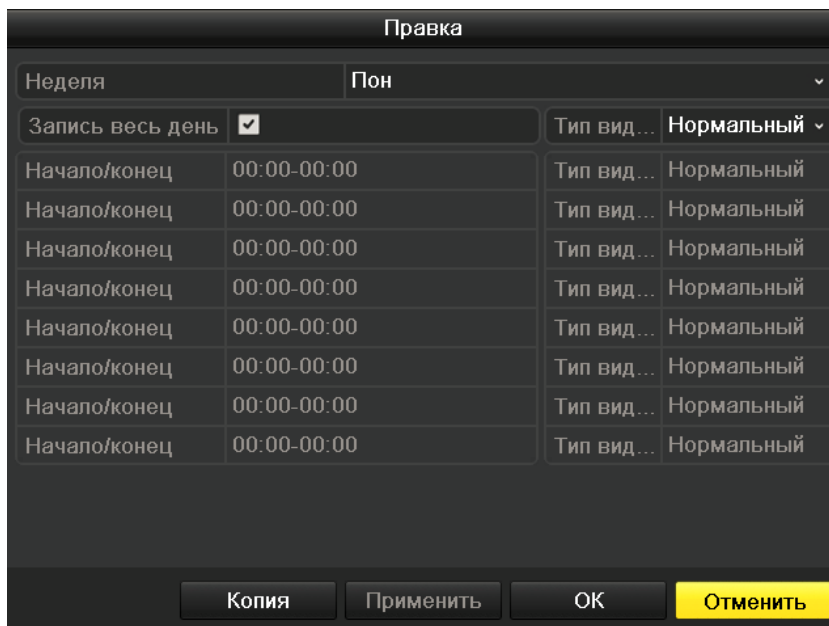 Правка
Неделя Пон
Запись весь день Тип вид... Нормальный
Начало/конец 00:00-00:00 Тип вид... Нормальный
Начало/конец 00:00-00:00 Тип вид... Нормальный
Начало/конец 00:00-00:00 Тип вид... Нормальный
Начало/конец 00:00-00:00 Тип вид... Нормальный
Начало/конец 00:00-00:00 Тип вид... Нормальный
Начало/конец 00:00-00:00 Тип вид... Нормальный
Начало/конец 00:00-00:00 Тип вид... Нормальный
Начало/конец 00:00-00:00 Тип вид... Нормальный
Копия Применить OK Отменить